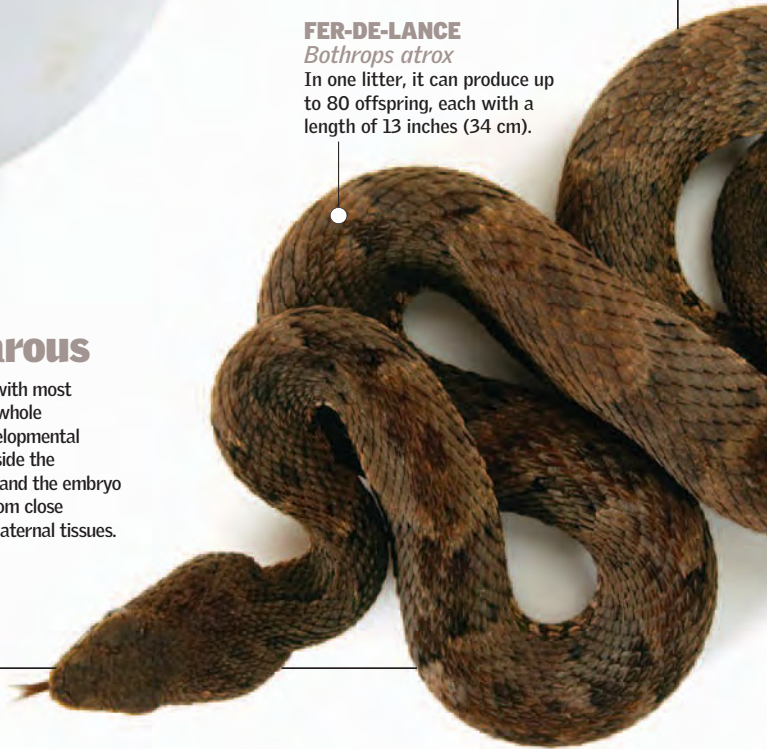 FER-DE-LANCE
Bothrops atrox
In one litter, it can produce up
to 80 offspring, each with a
length of 13 inches (34 cm).
arous
with most
whole
elopmental
side the
and the embryo
om close
aternal tissues.